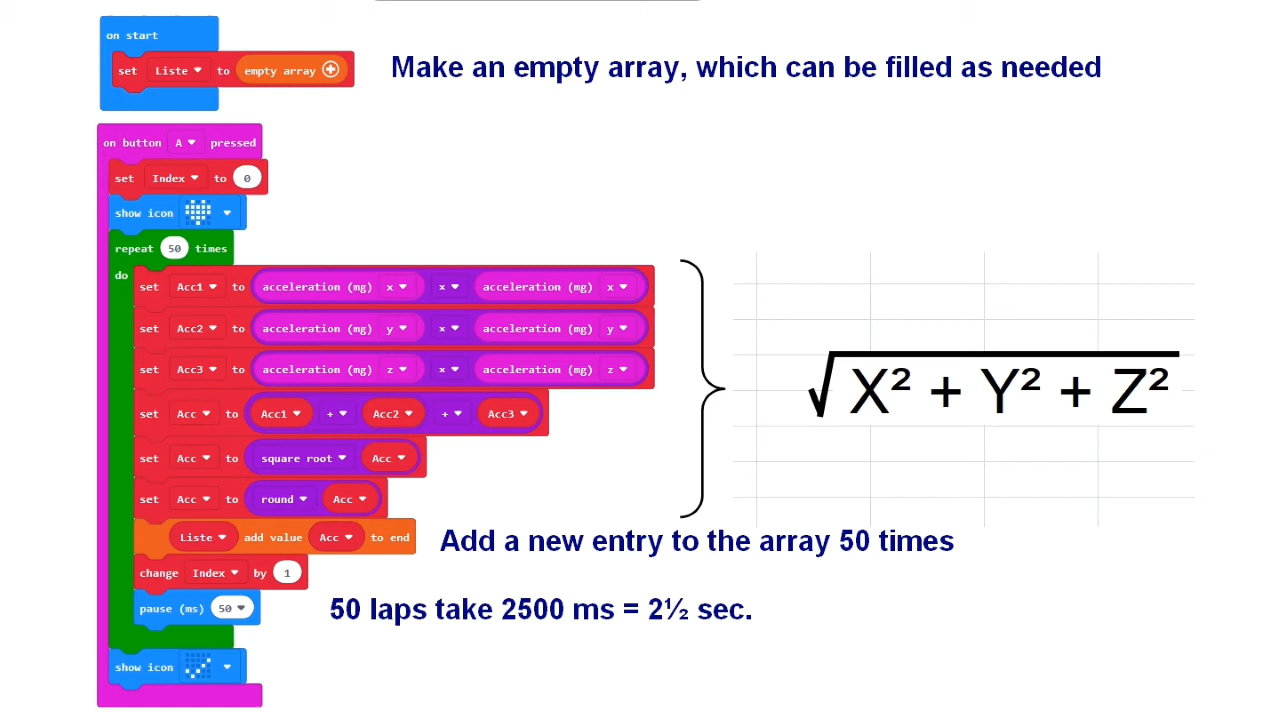 on start
set Liste to empty array
Make an empty array, which can be filled as needed
on button A pressed
set Index to 0
show icon
repeat 50 times
do
set Acc1 to acceleration (mg) x x acceleration (mg) x
set Acc2 to acceleration (mg) y x acceleration (mg) y
set Acc3 to acceleration (mg) z x acceleration (mg) z
set Acc to Acc1 + Acc2 + Acc3
set Acc to square root Acc
set Acc to round Acc
√X² + Y² + Z²
Liste add value Acc to end
Add a new entry to the array 50 times
change Index by 1
pause (ms) 50
50 laps take 2500 ms = 2½ sec.
show icon